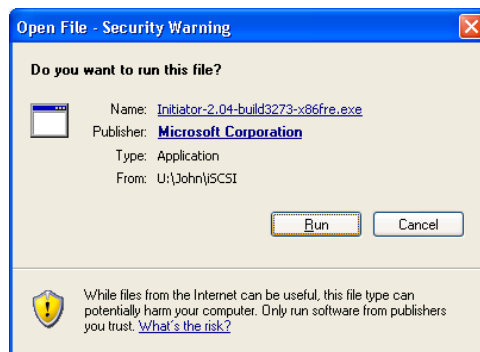 Open File - Security Warning
Do you want to run this file?
Name: Initiator-2.04-build3273-x86fre.exe
Publisher: Microsoft Corporation
Type: Application
From: U:\John\iSCSI
Run Cancel
While files from the Internet can be useful, this file type can
potentially harm your computer. Only run software from publishers
you trust. What's the risk?